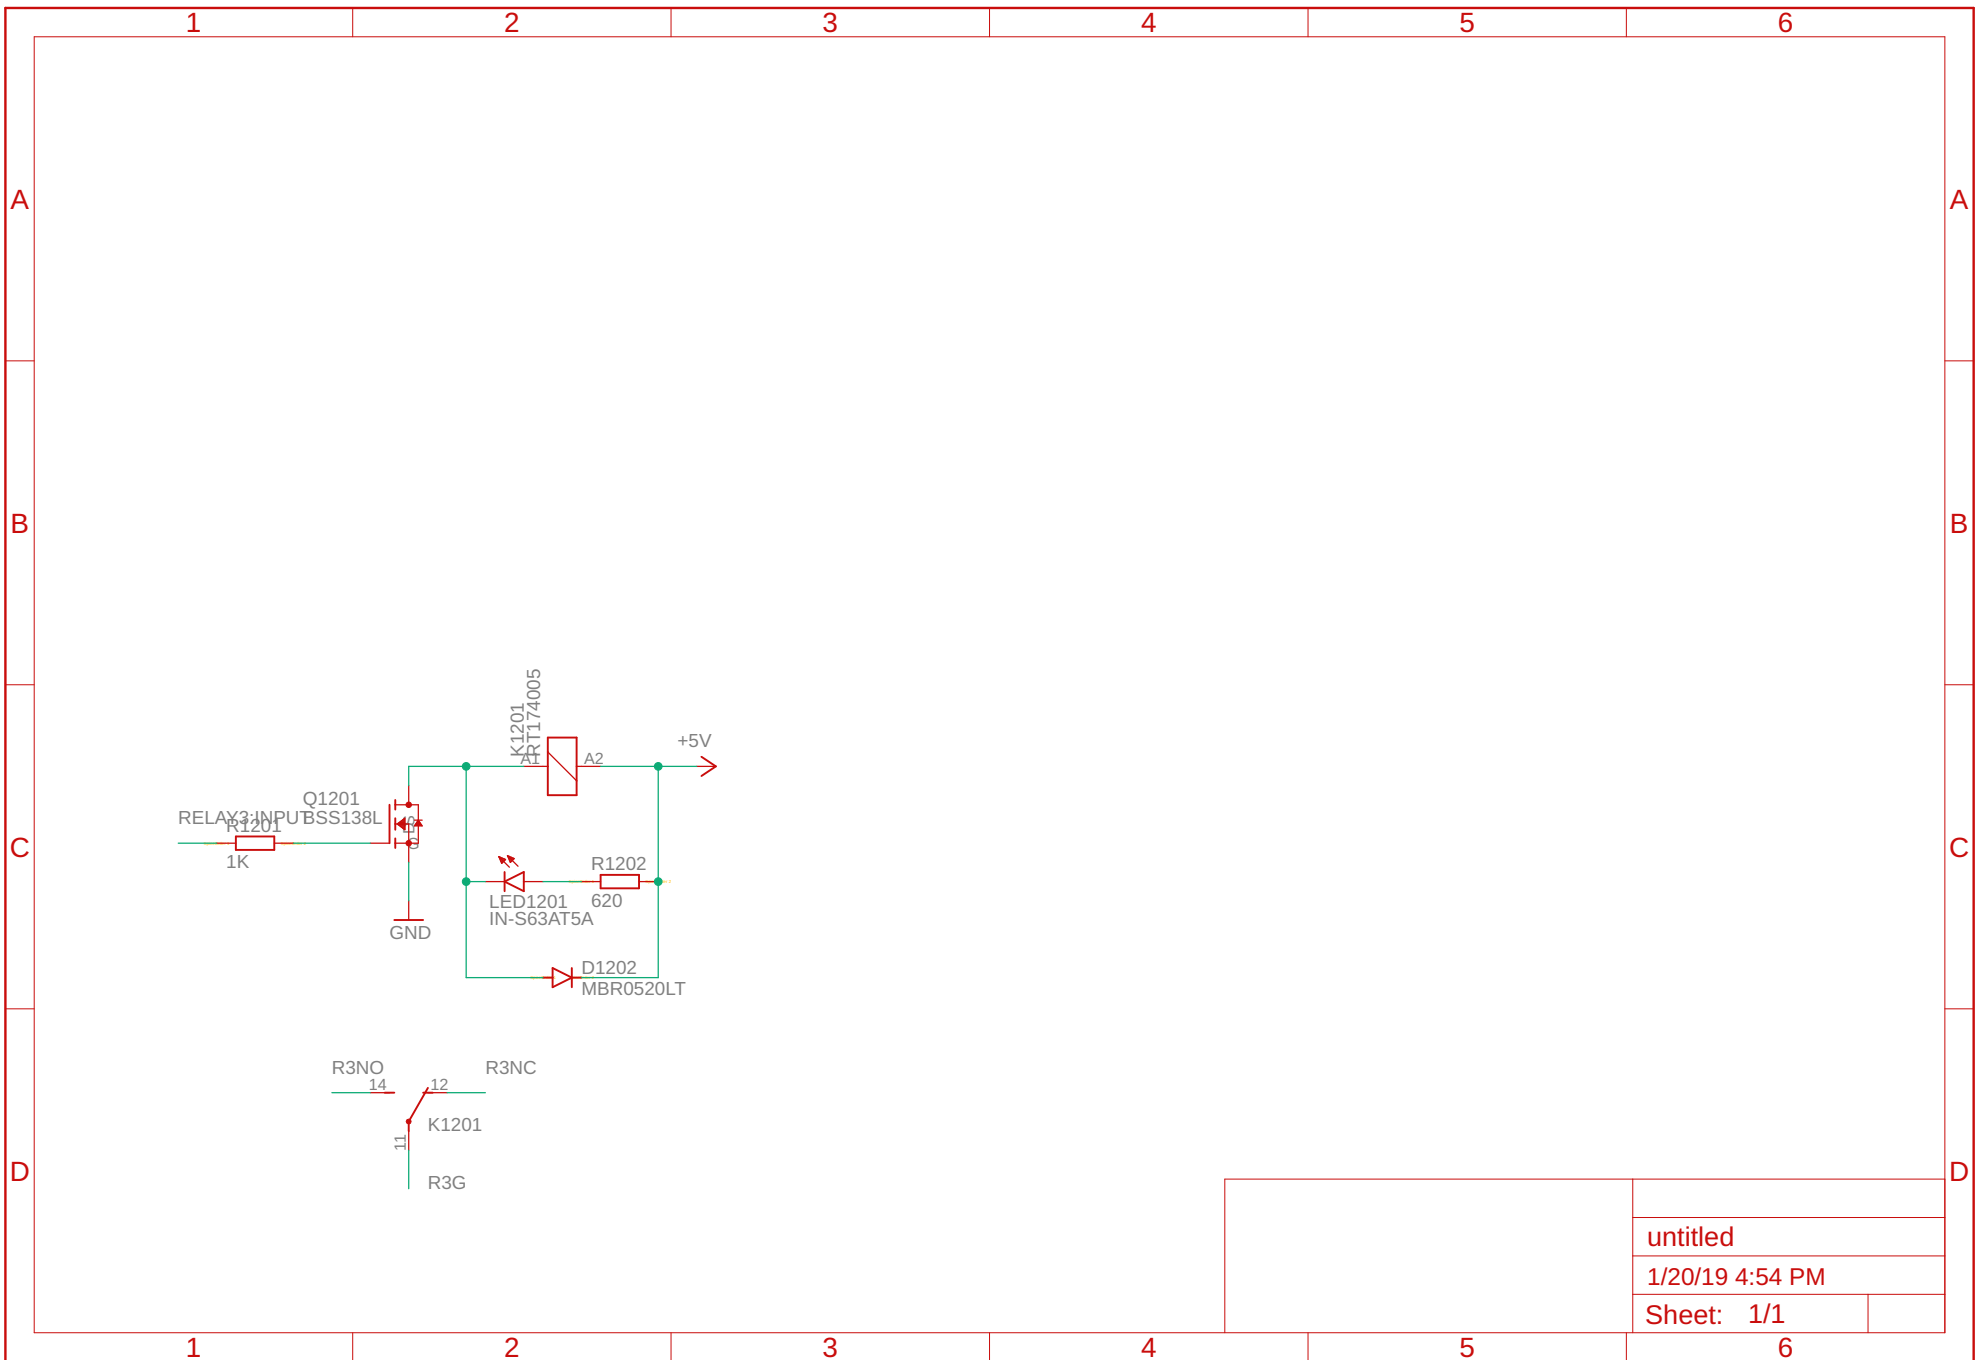 1 2 3 4 5 6
A A
B B
K1201
RT174005
+5V
A1 A2
Q1201
RELAY3:INPUT BSS138L
R1201
C C
1K
R1202
LED1201 620
IN-S63AT5A
GND
D1202
MBR0520LT
R3NO R3NC
14 12
K1201
11
D D
R3G
untitled
1/20/19 4:54 PM
Sheet: 1/1
1 2 3 4 5 6